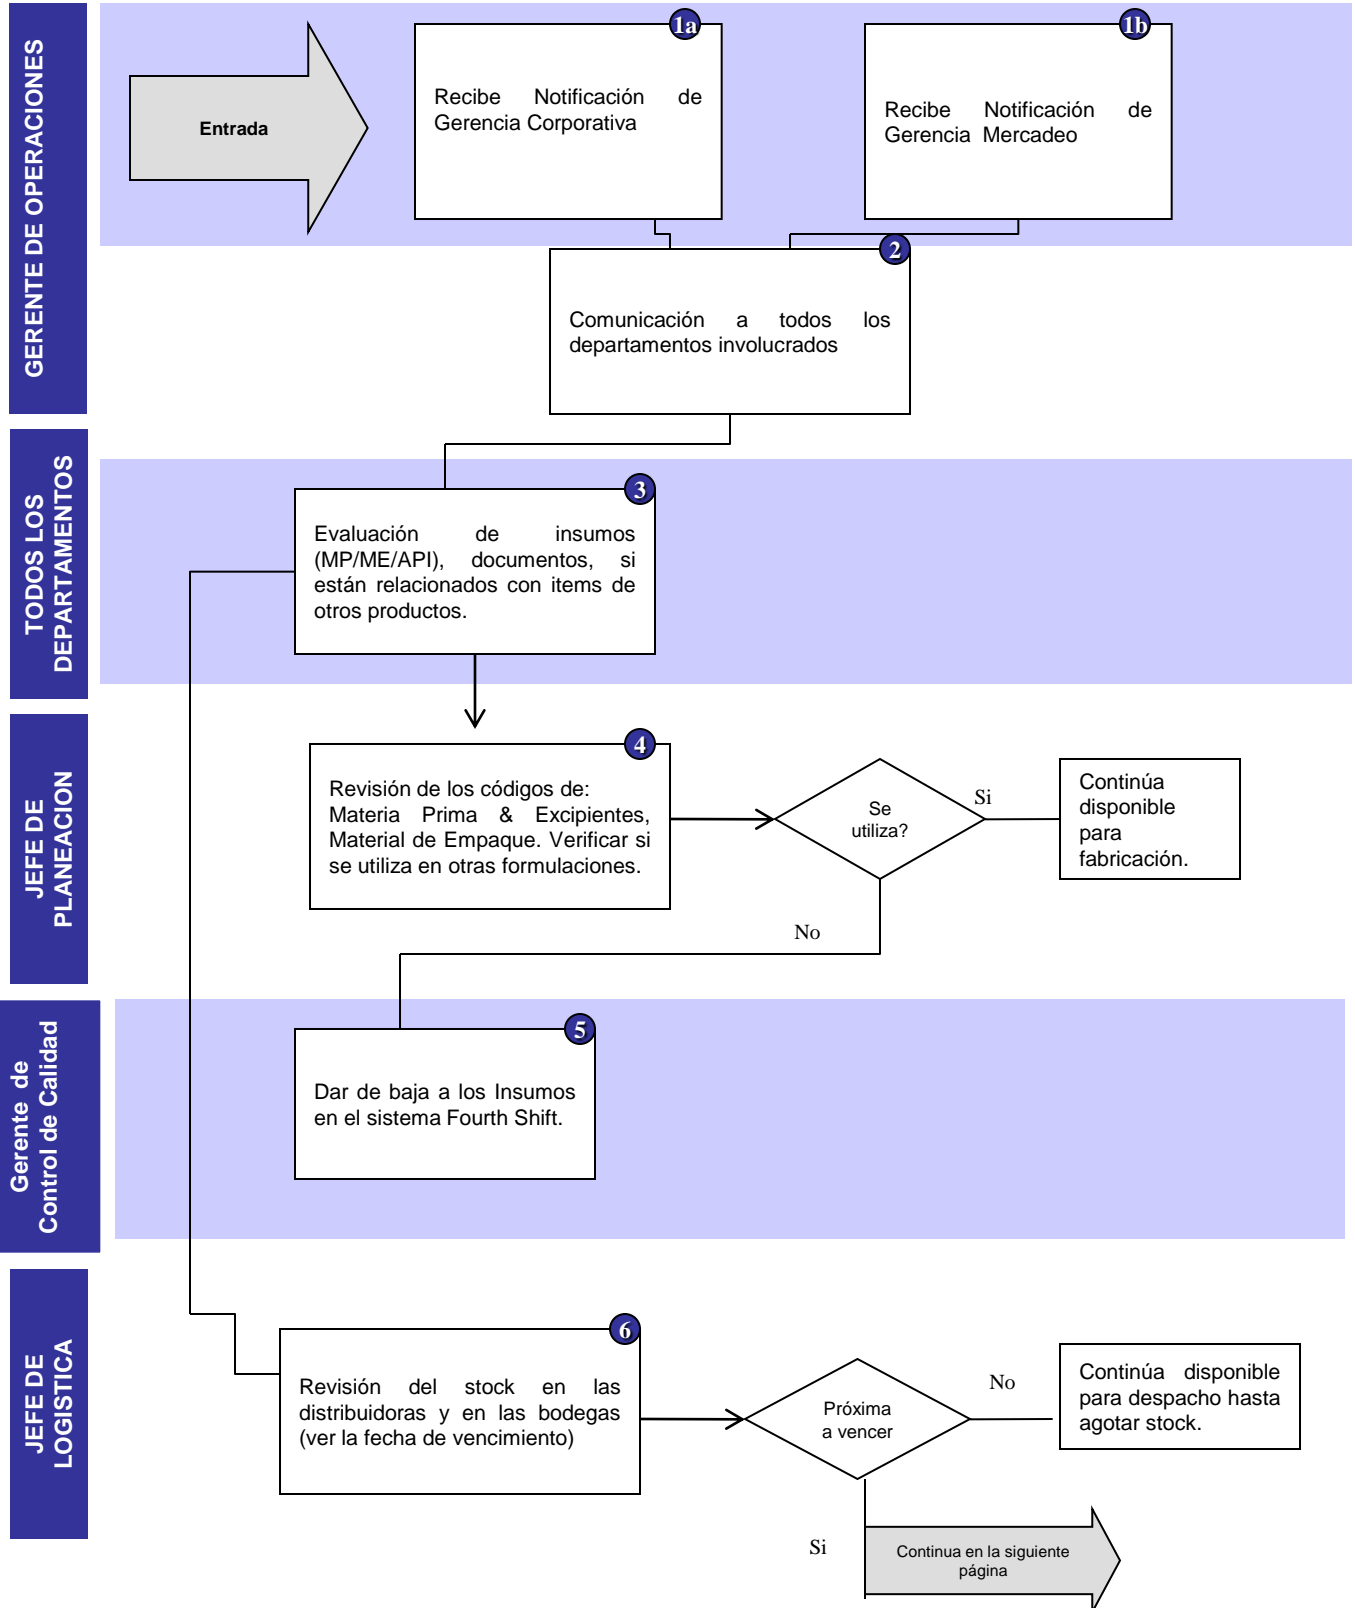 GERENTE DE OPERACIONES
Entrada
1a
Recibe Notificación de
Gerencia Corporativa
1b
Recibe Notificación de
Gerencia Mercadeo
2
Comunicación a todos los
departamentos involucrados
TODOS LOS
DEPARTAMENTOS
3
Evaluación de insumos
(MP/ME/API), documentos, si
están relacionados con items de
otros productos.
JEFE DE
PLANEACION
4
Revisión de los códigos de:
Materia Prima & Excipientes,
Material de Empaque. Verificar si
se utiliza en otras formulaciones.
Se
utiliza?
Si
Continúa
disponible
para
fabricación.
No
Gerente de
Control de Calidad
5
Dar de baja a los Insumos
en el sistema Fourth Shift.
JEFE DE
LOGISTICA
6
Revisión del stock en las
distribuidoras y en las bodegas
(ver la fecha de vencimiento)
Próxima
a vencer
No
Continúa disponible
para despacho hasta
agotar stock.
Si
Continua en la siguiente
página